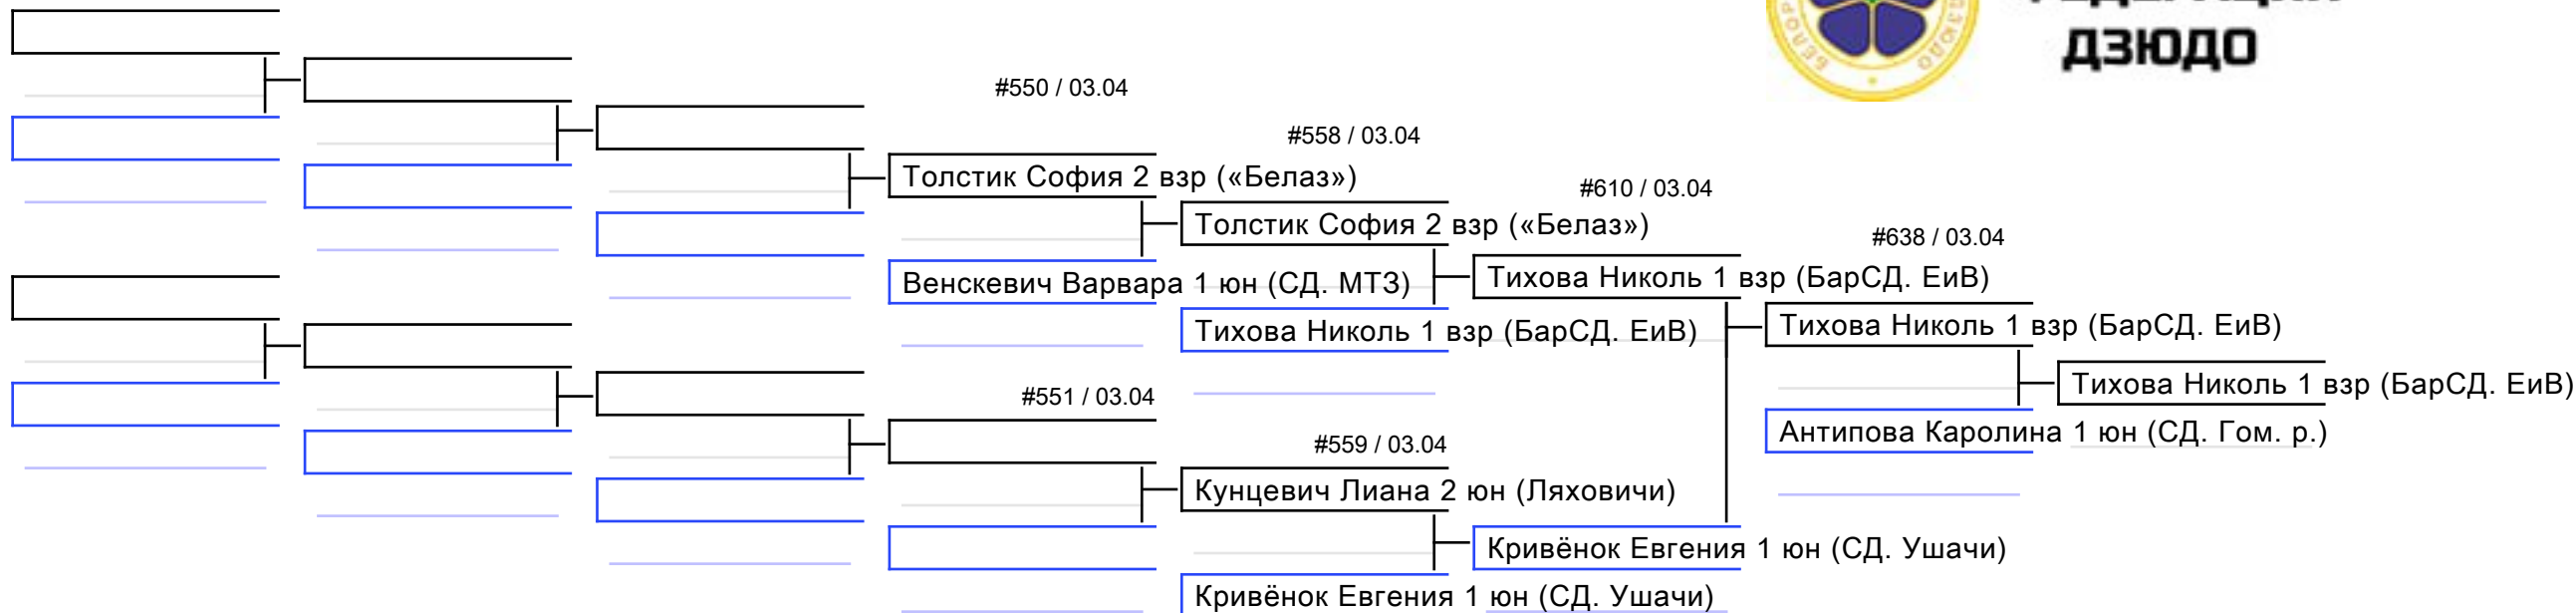 ДЗЮДО
#550 / 03.04
#558 / 03.04
Толстик София 2 взр («Белаз»)
#610 / 03.04
Толстик София 2 взр («Белаз»)
#638 / 03.04
Венскевич Варвара 1 юн (СД. МТЗ)
Тихова Николь 1 взр (БарСД. ЕиВ)
Тихова Николь 1 взр (БарСД. ЕиВ)
Тихова Николь 1 взр (БарСД. ЕиВ)
Тихова Николь 1 взр (БарСД. ЕиВ)
#551 / 03.04
Антипова Каролина 1 юн (СД. Гом. р.)
#559 / 03.04
Кунцевич Лиана 2 юн (Ляховичи)
Кривёнок Евгения 1 юн (СД. Ушачи)
Кривёнок Евгения 1 юн (СД. Ушачи)